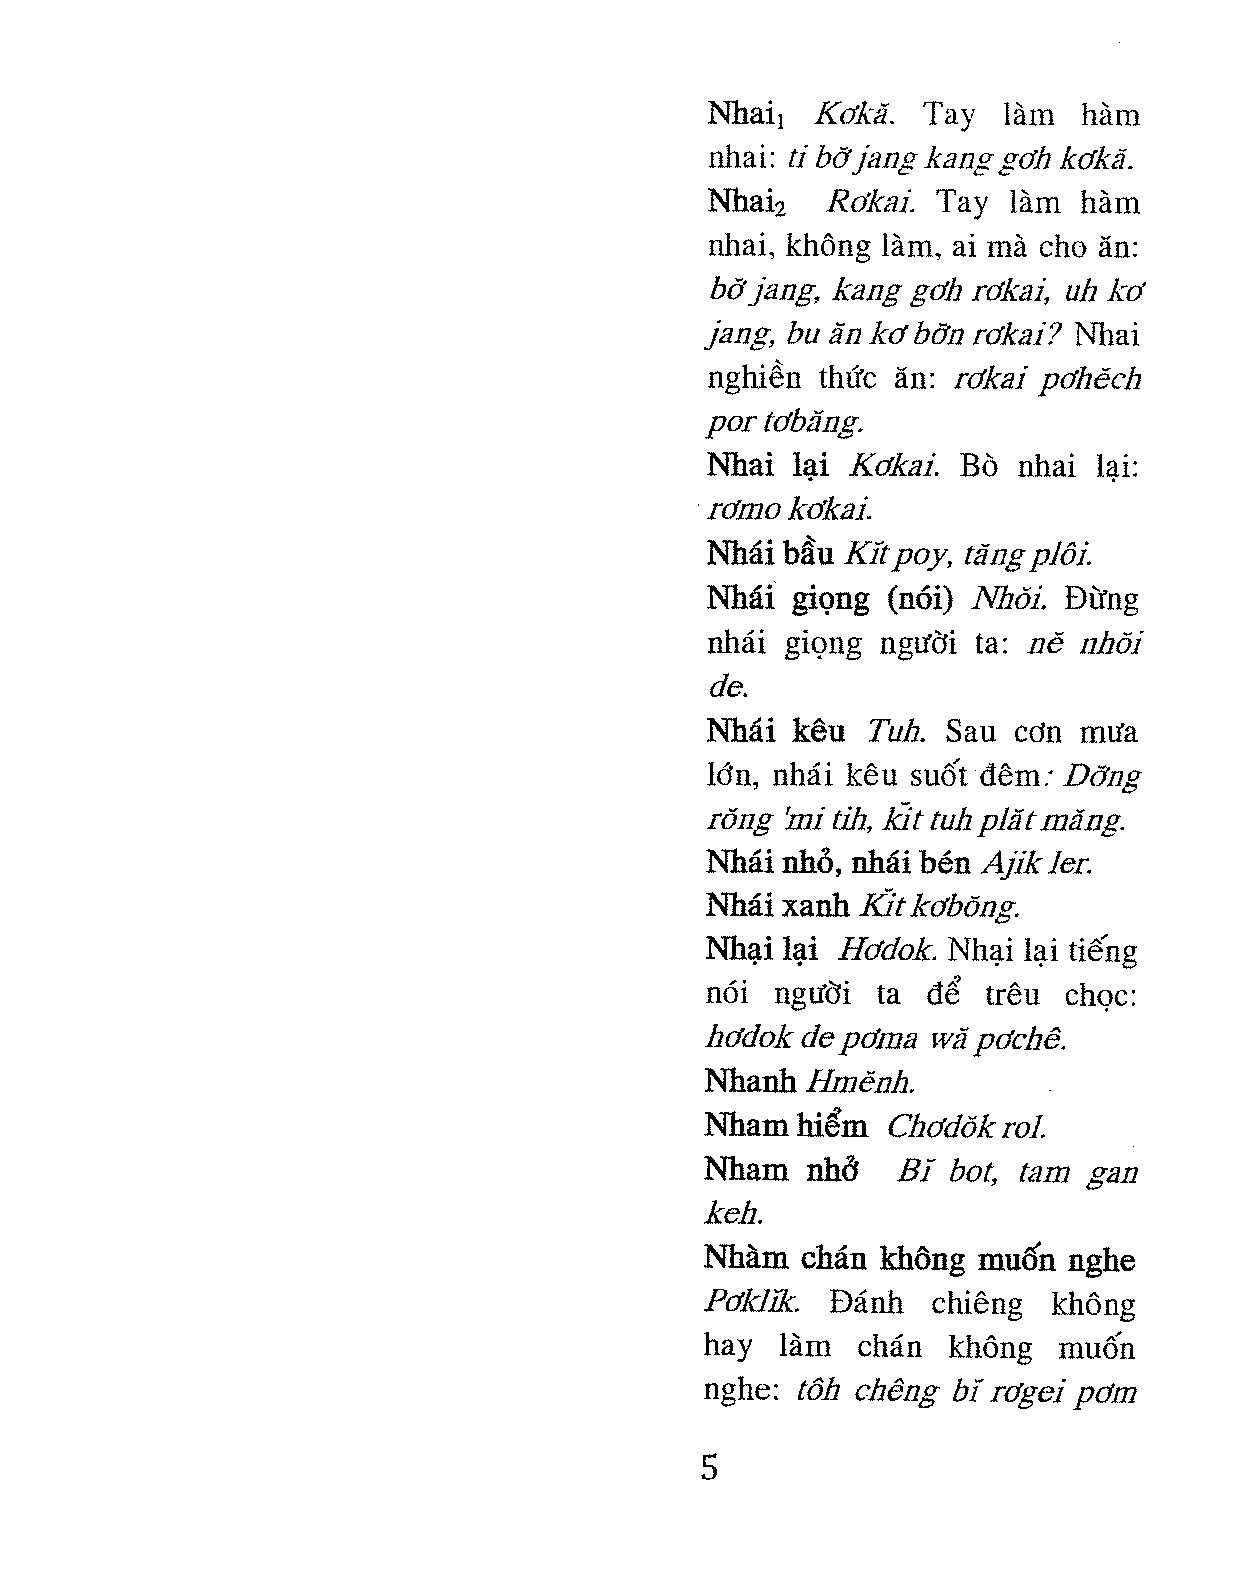 Nhai₁ Kơkă. Tay làm hàm
nhai: ti bơ̆ jang kang gơh kơkă.
Nhai₂ Rơkai. Tay làm hàm
nhai, không làm, ai mà cho ăn:
bơ̆ jang, kang gơh rơkai, uh kơ
jang, bu ăn kơ bơ̆n rơkai? Nhai
nghiền thức ăn: rơkai pơhĕch
por tơbăng.
Nhai lại Kơkai. Bò nhai lại:
rơmo kơkai.
Nhái bầu Kĭt poy, tăng plôi.
Nhái giọng (nói) Nhŏi. Đừng
nhái giọng người ta: nĕ nhŏi
de.
Nhái kêu Tuh. Sau cơn mưa
lớn, nhái kêu suốt đêm: Dơ̆ng
rŏng 'mi tih, kĭt tuh plăt măng.
Nhái nhỏ, nhái bén Ajik ler.
Nhái xanh Kĭt kơbŏng.
Nhại lại Hơdok. Nhại lại tiếng
nói người ta để trêu chọc:
hơdok de pơma wă pơchê.
Nhanh Hmĕnh.
Nham hiểm Chơdŏk rol.
Nham nhở Bĭ bot, tam gan
keh.
Nhàm chán không muốn nghe
Pơklĭk. Đánh chiêng không
hay làm chán không muốn
nghe: tôh chêng bĭ rơgei pơm
5